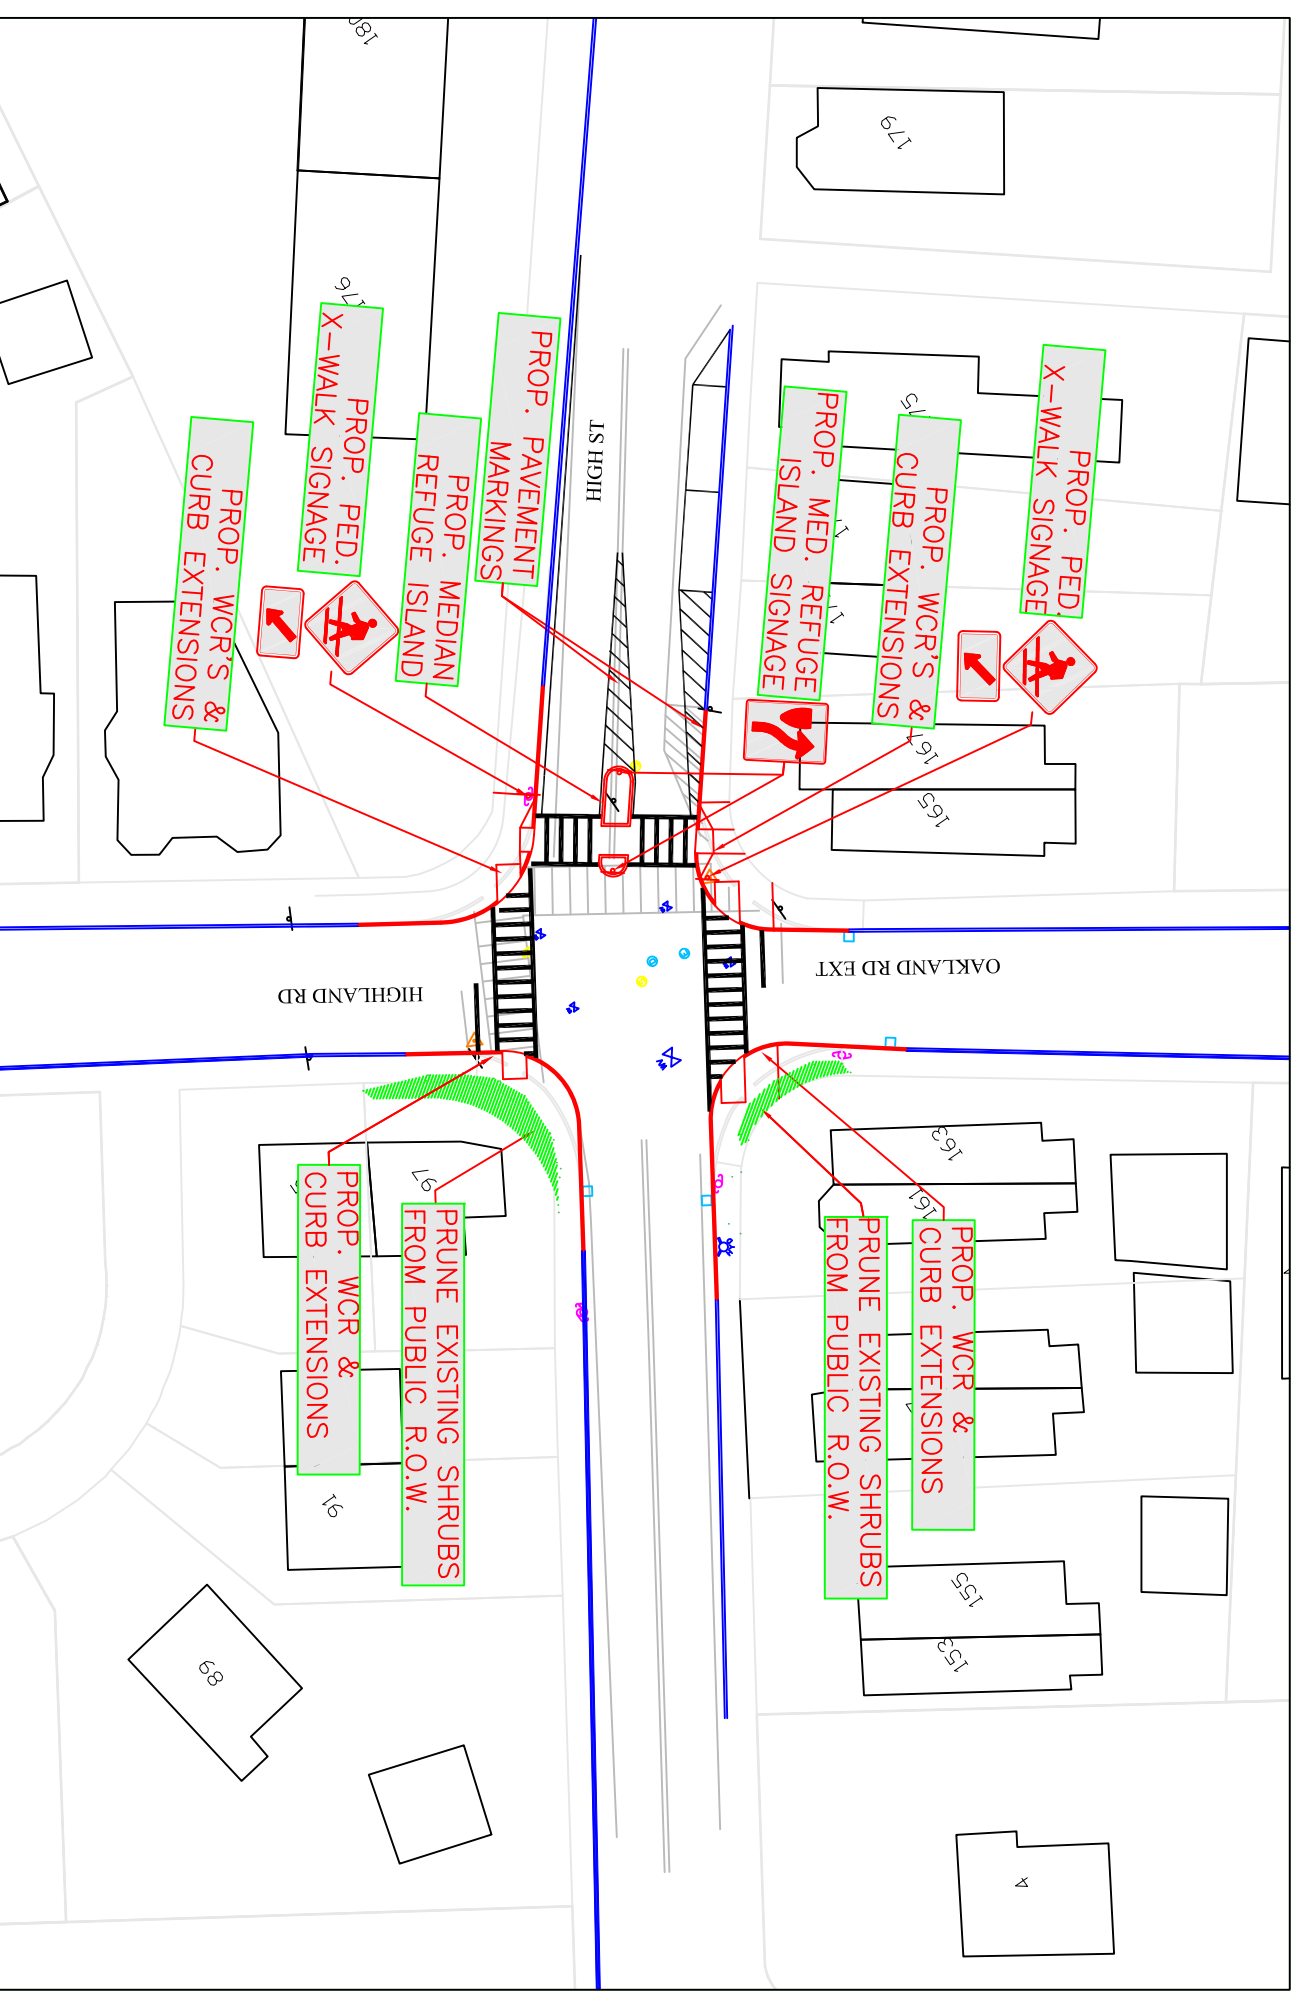 180
179
176
175
PROP. PED.
X-WALK SIGNAGE
PROP. PAVEMENT
MARKINGS
PROP. PED.
X-WALK SIGNAGE
PROP. MED. REFUGE
ISLAND SIGNAGE
PROP. WCR'S &
CURB EXTENSIONS
PROP. MEDIAN
REFUGE ISLAND
PROP. WCR'S &
CURB EXTENSIONS
HIGH ST
167
165
OAKLAND RD EXT
HIGHLAND RD
163
161
97
PROP. WCR &
CURB EXTENSIONS
PRUNE EXISTING SHRUBS
FROM PUBLIC R.O.W.
PRUNE EXISTING SHRUBS
FROM PUBLIC R.O.W.
PROP. WCR &
CURB EXTENSIONS
91
155
153
89
4